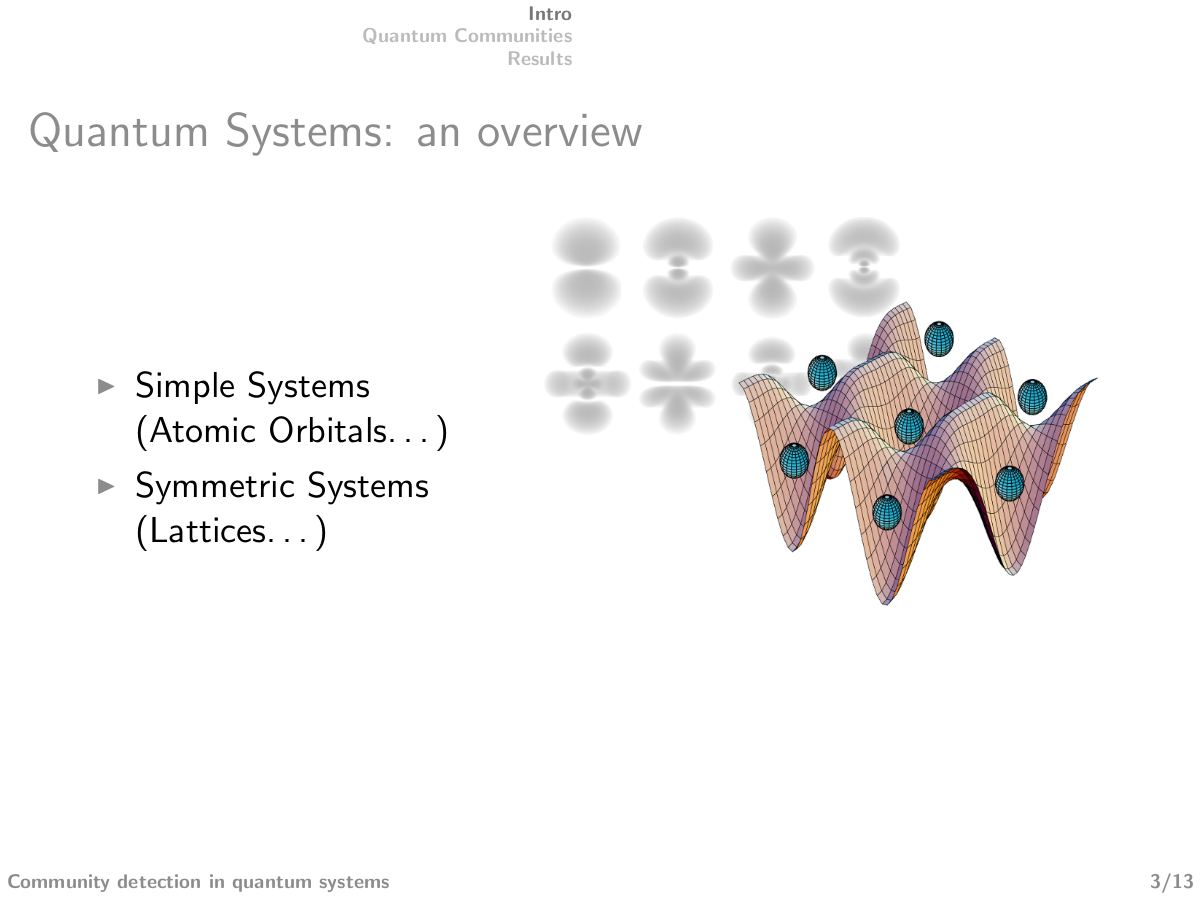 Intro
Quantum Communities
Results
Quantum Systems: an overview
▶ Simple Systems
(Atomic Orbitals...)
▶ Symmetric Systems
(Lattices...)
Community detection in quantum systems
3/13